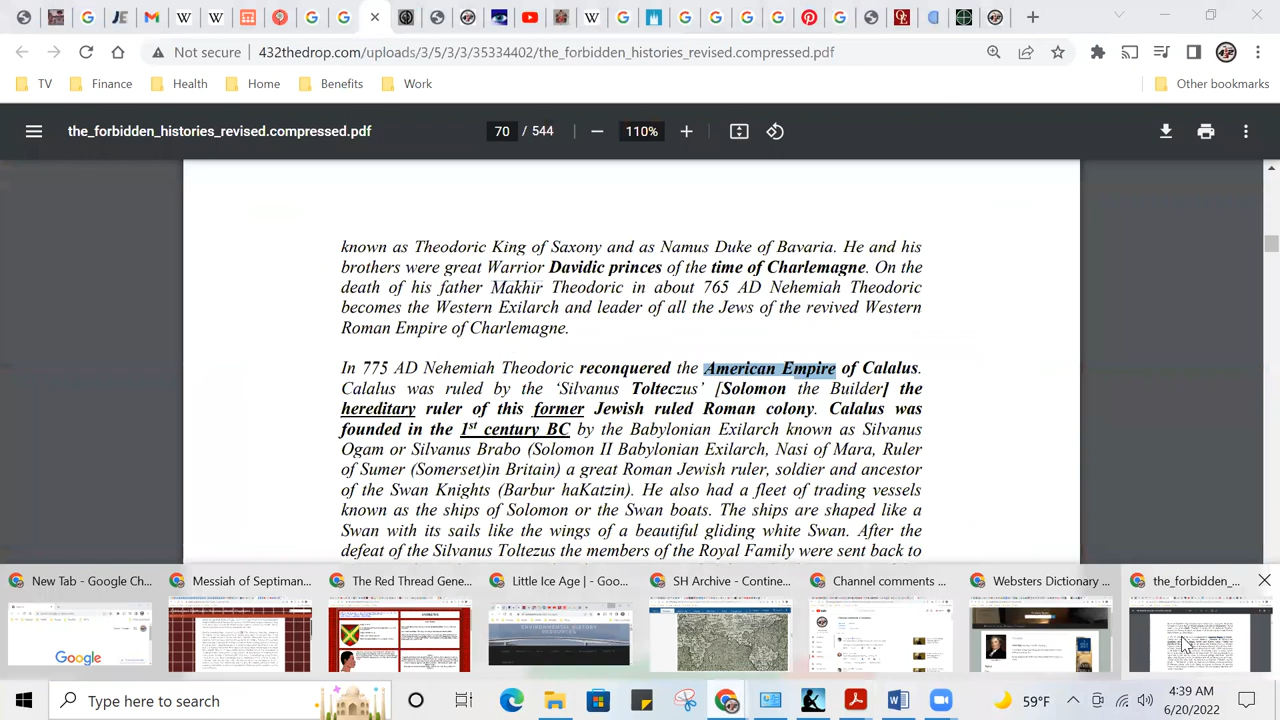 Not secure
432thedrop.com/uploads/3/5/3/3/35334402/the_forbidden_histories_revised.compressed.pdf
TV
Finance
Health
Home
Benefits
Work
Other bookmarks
the_forbidden_histories_revised.compressed.pdf
70 / 544
110%
known as Theodoric King of Saxony and as Namus Duke of Bavaria. He and his
brothers were great Warrior Davidic princes of the time of Charlemagne. On the
death of his father Makhir Theodoric in about 765 AD Nehemiah Theodoric
becomes the Western Exilarch and leader of all the Jews of the revived Western
Roman Empire of Charlemagne.
In 775 AD Nehemiah Theodoric reconquered the American Empire of Calalus.
Calalus was ruled by the ‘Silvanus Tolteczus’ [Solomon the Builder] the
hereditary ruler of this former Jewish ruled Roman colony. Calalus was
founded in the 1st century BC by the Babylonian Exilarch known as Silvanus
Ogam or Silvanus Brabo (Solomon II Babylonian Exilarch, Nasi of Mara, Ruler
of Sumer (Somerset)in Britain) a great Roman Jewish ruler, soldier and ancestor
of the Swan Knights (Barbur haKatzin). He also had a fleet of trading vessels
known as the ships of Solomon or the Swan boats. The ships are shaped like a
Swan with its sails like the wings of a beautiful gliding white Swan. After the
defeat of the Silvanus Toltezus the members of the Royal Family were sent back to
New Tab - Google Ch...
Messiah of Septiman...
The Red Thread Gene...
Little Ice Age | - Goo...
SH Archive - Contine...
Channel comments ...
Websters Dictionary ...
the_forbidden_...
Google
Type here to search
59°F
4:39 AM
6/20/2022